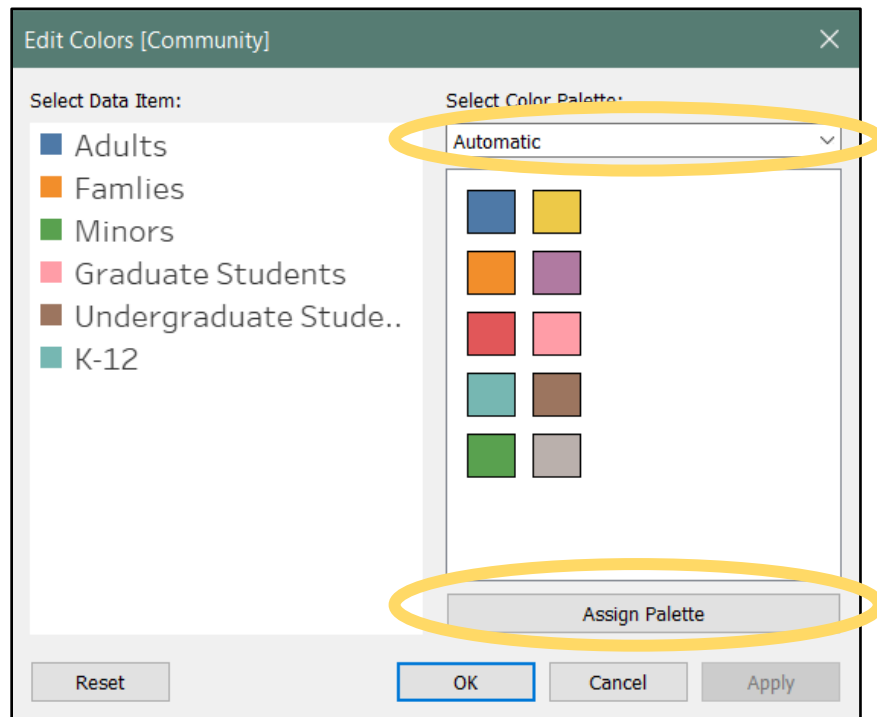 Edit Colors [Community]
Select Data Item:
Select Color Palette:
Automatic
Adults
Famlies
Minors
Graduate Students
Undergraduate Stude..
K-12
Assign Palette
Reset
OK
Cancel
Apply